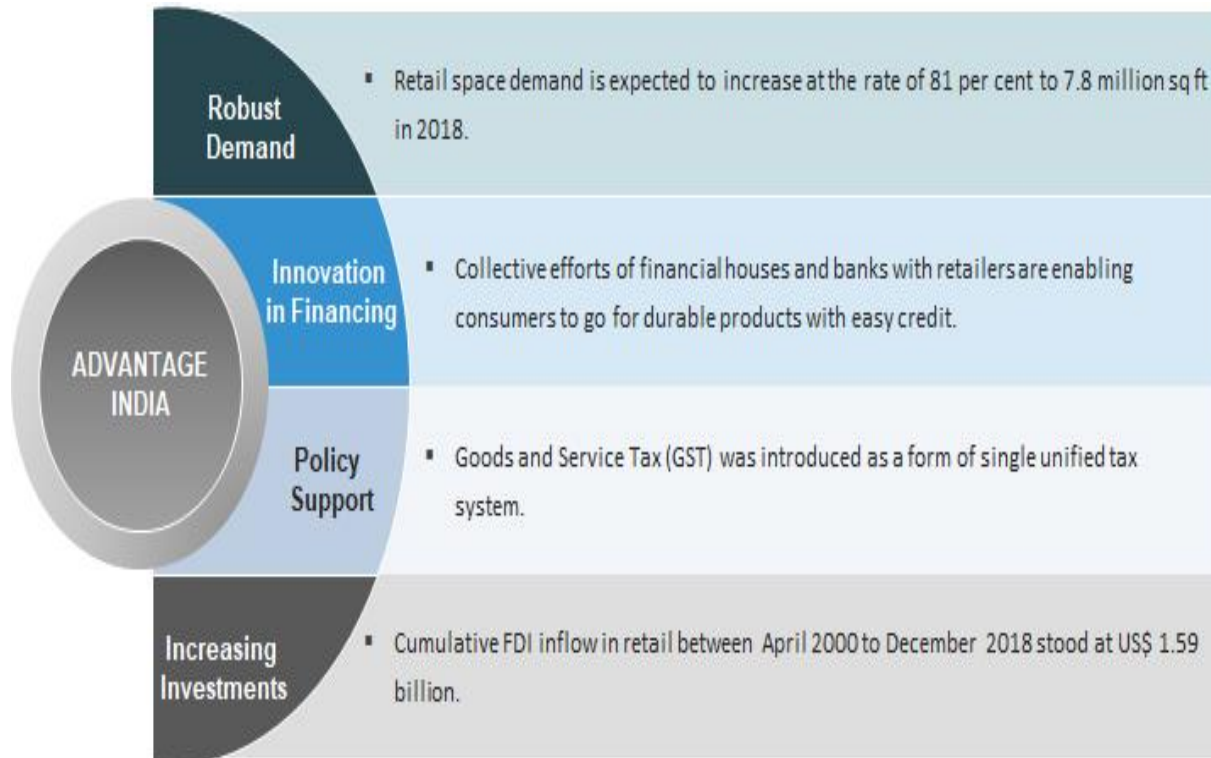 ADVANTAGE
INDIA
Robust
Demand
▪ Retail space demand is expected to increase at the rate of 81 per cent to 7.8 million sq ft
in 2018.
Innovation
in Financing
▪ Collective efforts of financial houses and banks with retailers are enabling
consumers to go for durable products with easy credit.
Policy
Support
▪ Goods and Service Tax (GST) was introduced as a form of single unified tax
system.
Increasing
Investments
▪ Cumulative FDI inflow in retail between April 2000 to December 2018 stood at US$ 1.59
billion.